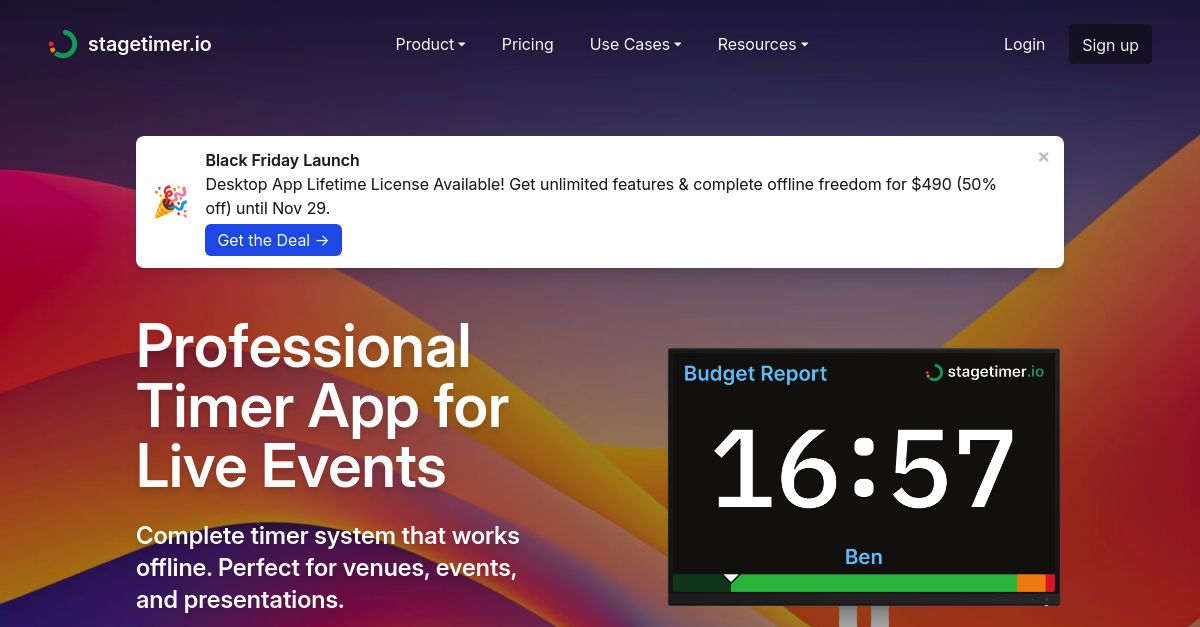 stagetimer.io
Product
Pricing
Use Cases
Resources
Login
Sign up
Black Friday Launch
Desktop App Lifetime License Available! Get unlimited features & complete offline freedom for $490 (50%
off) until Nov 29.
Get the Deal →
Professional
Timer App for
Live Events
Complete timer system that works
offline. Perfect for venues, events,
and presentations.
Budget Report
stagetimer.io
16:57
Ben